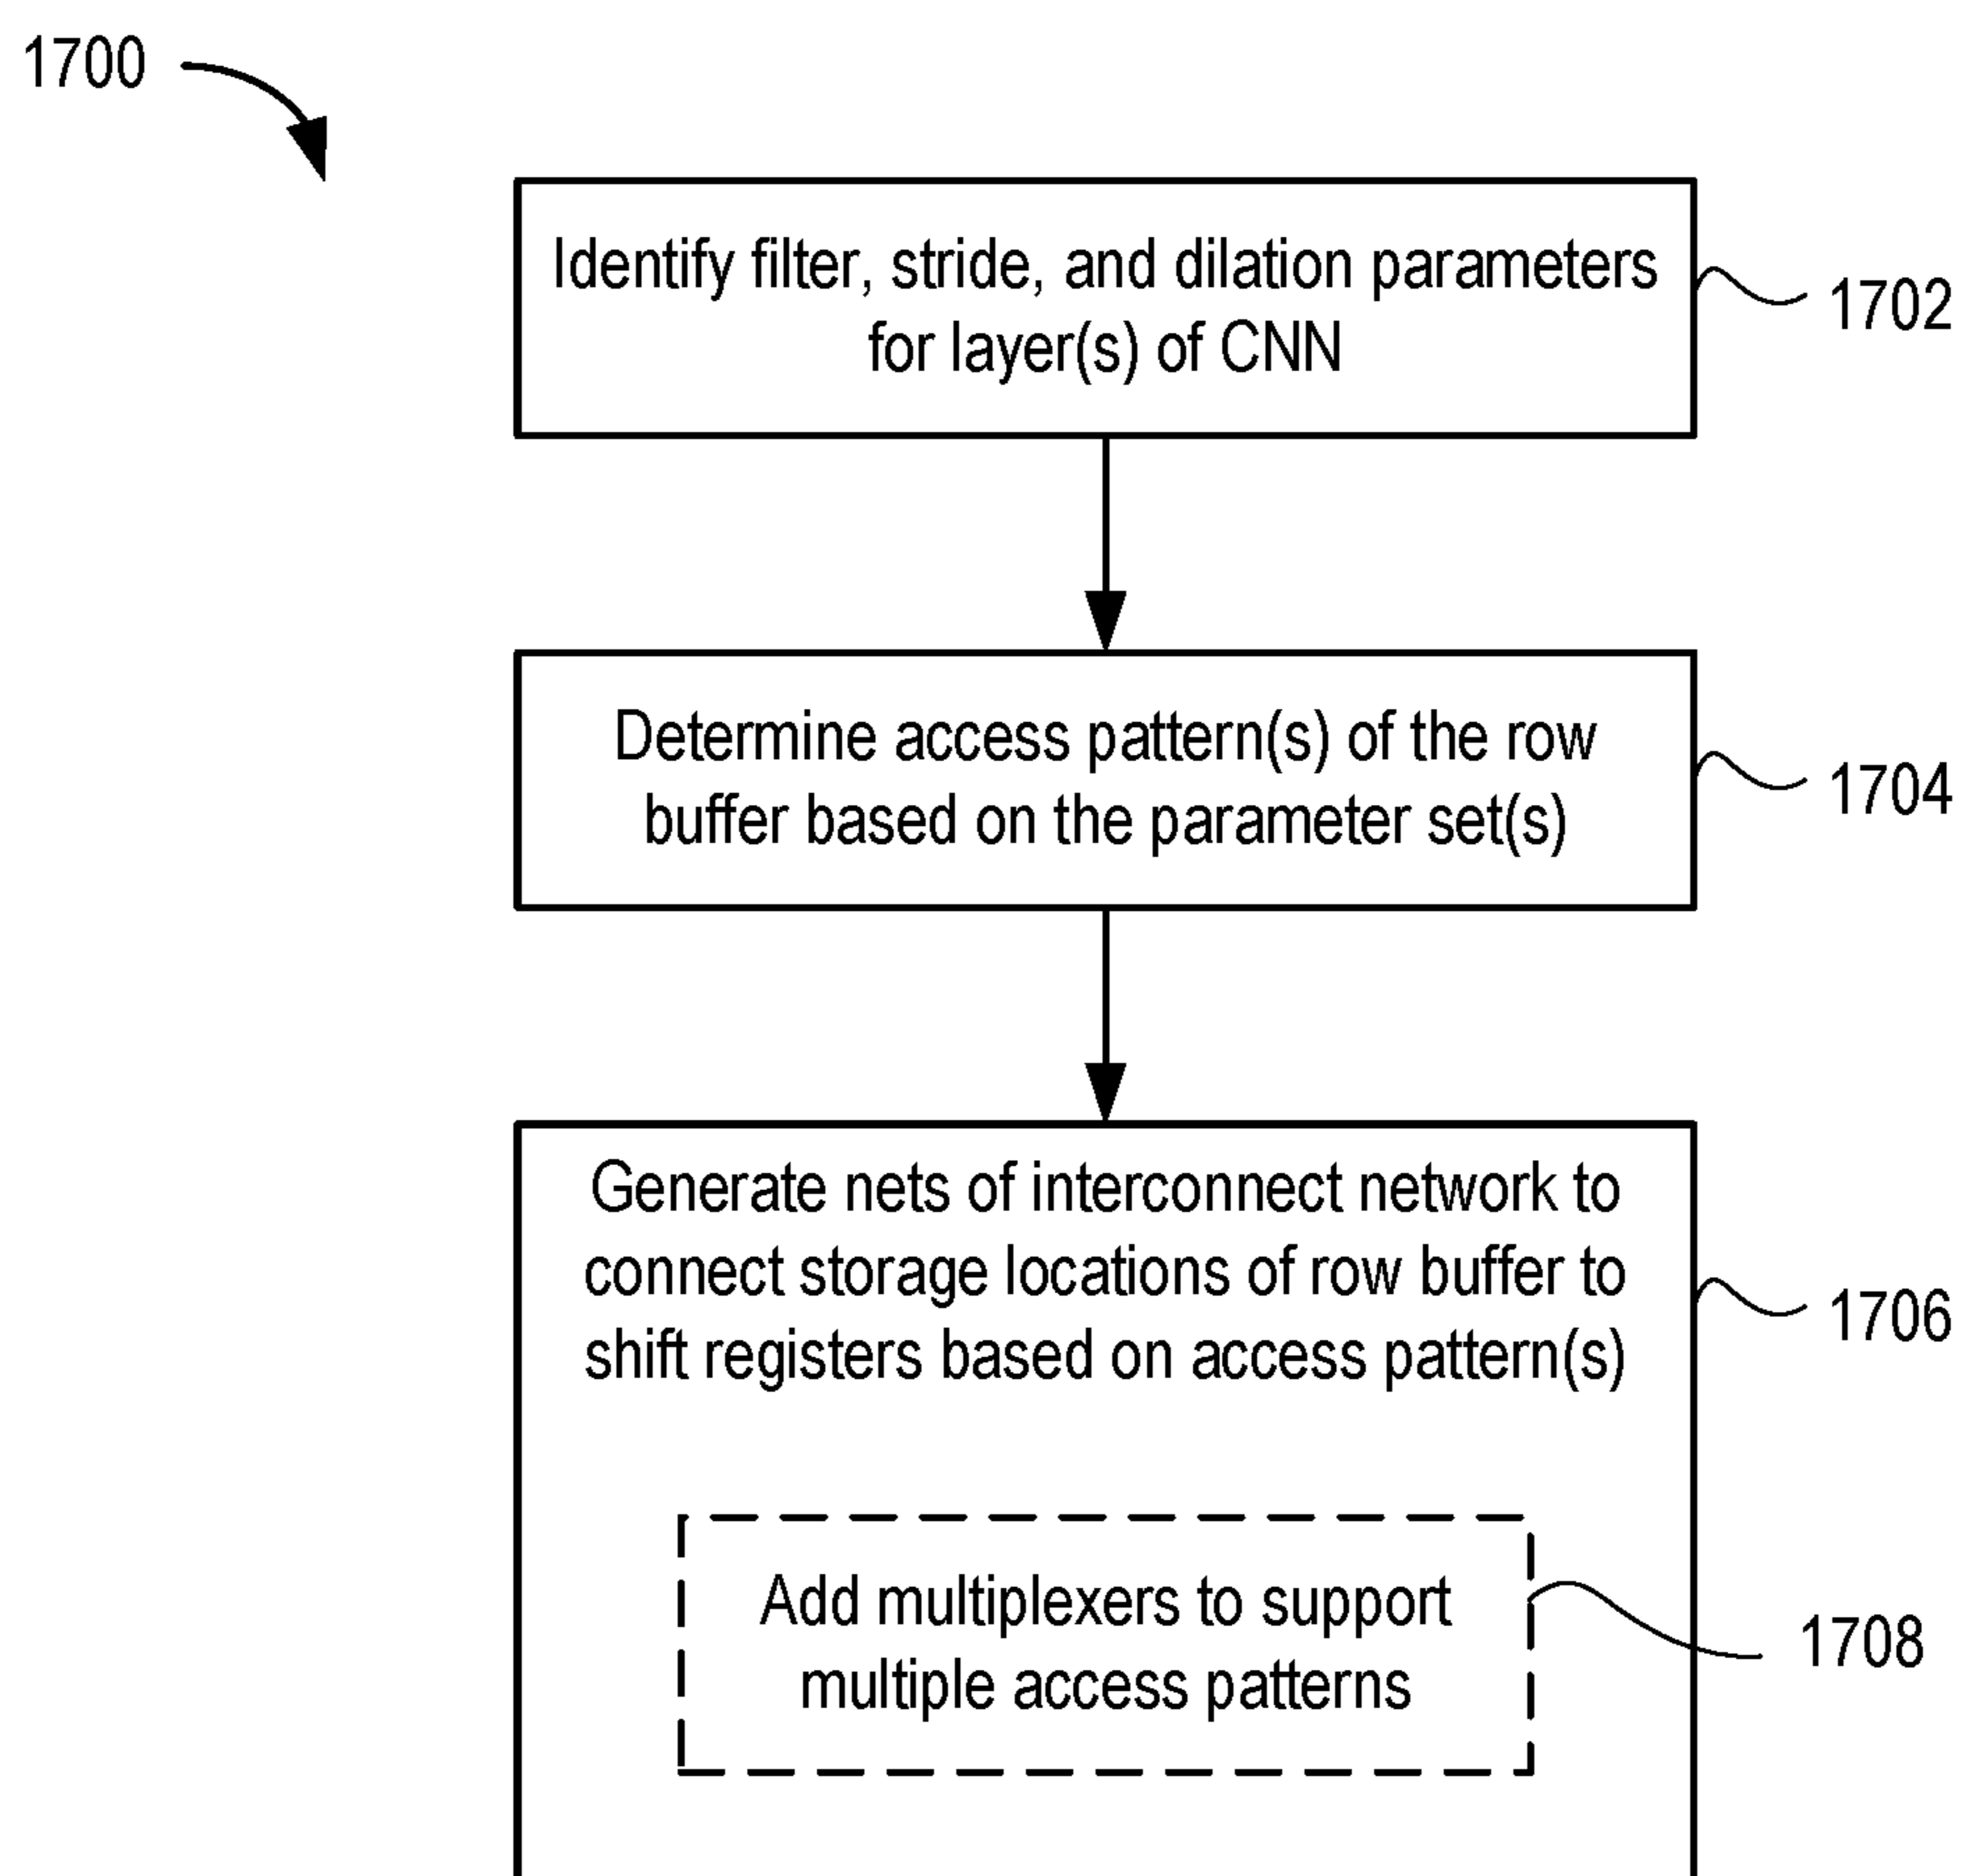 1700
Identify filter, stride, and dilation parameters
for layer(s) of CNN
1702
Determine access pattern(s) of the row
buffer based on the parameter set(s)
1704
Generate nets of interconnect network to
connect storage locations of row buffer to
shift registers based on access pattern(s)
1706
Add multiplexers to support
multiple access patterns
1708